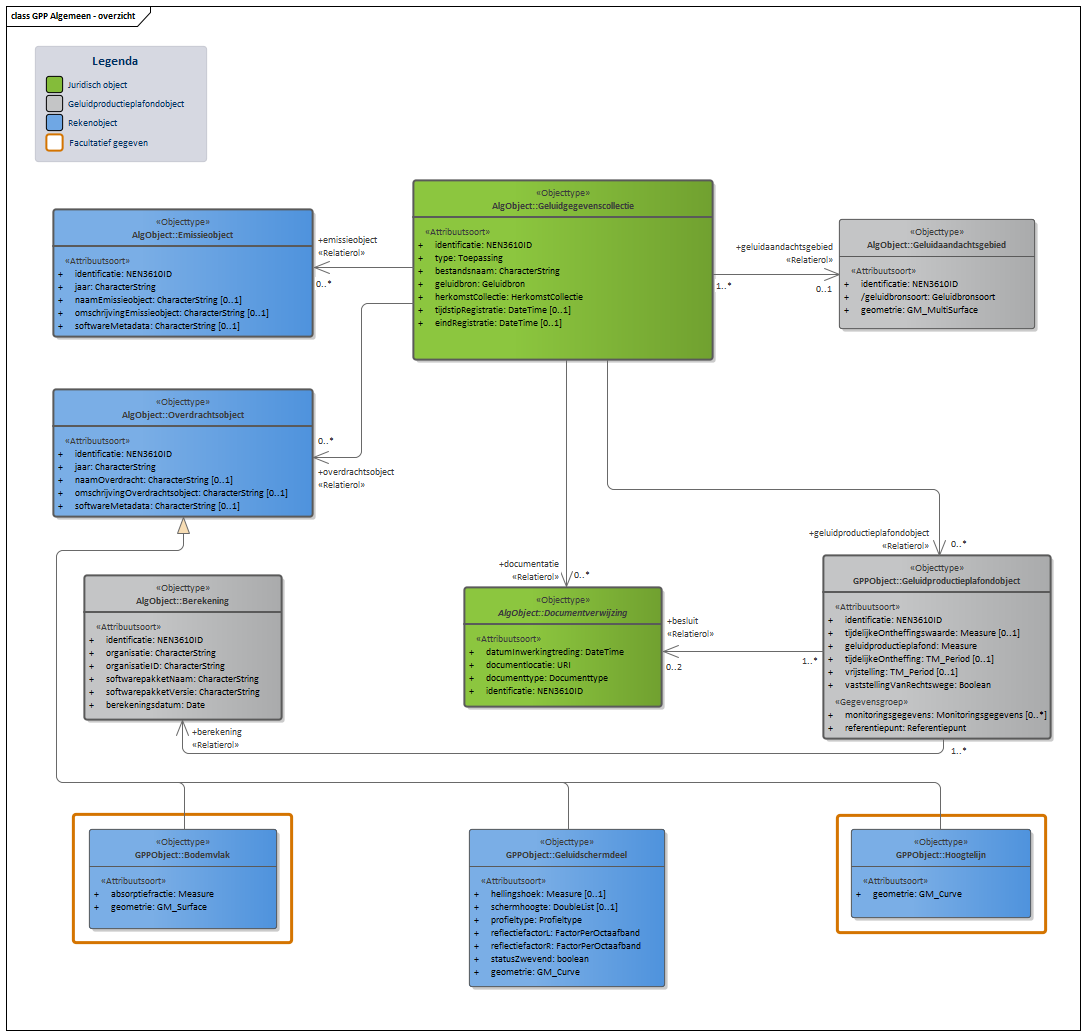 class GPP Algemeen - overzicht
Legenda
Juridisch object
Geluidproductieplafondobject
Rekenobject
Facultatief gegeven
«Objecttype»
AlgObject::Geluidgegevenscollectie
«Attribuutsoort»
+ identificatie: NEN3610ID
+ type: Toepassing
+ bestandsnaam: CharacterString
+ geluidbron: Geluidbron
+ herkomstCollectie: HerkomstCollectie
+ tijdstipRegistratie: DateTime [0..1]
+ eindRegistratie: DateTime [0..1]
«Objecttype»
AlgObject::Emissieobject
«Attribuutsoort»
+ identificatie: NEN3610ID
+ jaar: CharacterString
+ naamEmissieobject: CharacterString [0..1]
+ omschrijvingEmissieobject: CharacterString [0..1]
+ softwareMetadata: CharacterString [0..1]
+emissieobject
«Relatierol»
0..*
+geluidaandachtsgebied
«Relatierol»
1..*
0..1
«Objecttype»
AlgObject::Geluidaandachtsgebied
«Attribuutsoort»
+ identificatie: NEN3610ID
+ /geluidbronsoort: Geluidbronsoort
+ geometrie: GM_MultiSurface
«Objecttype»
AlgObject::Overdrachtsobject
«Attribuutsoort»
+ identificatie: NEN3610ID
+ jaar: CharacterString
+ naamOverdracht: CharacterString [0..1]
+ omschrijvingOverdrachtsobject: CharacterString [0..1]
+ softwareMetadata: CharacterString [0..1]
0..*
+overdrachtsobject
«Relatierol»
+documentatie
«Relatierol»
0..*
+geluidproductieplafondobject
«Relatierol»
0..*
«Objecttype»
AlgObject::Berekening
«Attribuutsoort»
+ identificatie: NEN3610ID
+ organisatie: CharacterString
+ organisatieID: CharacterString
+ softwarepakketNaam: CharacterString
+ softwarepakketVersie: CharacterString
+ berekeningsdatum: Date
«Objecttype»
AlgObject::Documentverwijzing
«Attribuutsoort»
+ datumInwerkingtreding: DateTime
+ documentlocatie: URI
+ documenttype: Documenttype
+ identificatie: NEN3610ID
+besluit
«Relatierol»
0..2
1..*
«Objecttype»
GPPObject::Geluidproductieplafondobject
«Attribuutsoort»
+ identificatie: NEN3610ID
+ tijdelijkeOntheffingswaarde: Measure [0..1]
+ geluidproductieplafond: Measure
+ tijdelijkeOntheffing: TM_Period [0..1]
+ vrijstelling: TM_Period [0..1]
+ vaststellingVanRechtswege: Boolean
«Gegevensgroep»
+ monitoringsgegevens: Monitoringsgegevens [0..*]
+ referentiepunt: Referentiepunt
+berekening
«Relatierol»
1..*
«Objecttype»
GPPObject::Bodemvlak
«Attribuutsoort»
+ absorptiefractie: Measure
+ geometrie: GM_Surface
«Objecttype»
GPPObject::Geluidschermdeel
«Attribuutsoort»
+ hellingshoek: Measure [0..1]
+ schermhoogte: DoubleList [0..1]
+ profieltype: Profieltype
+ reflectiefactorL: FactorPerOctaafband
+ reflectiefactorR: FactorPerOctaafband
+ statusZwevend: boolean
+ geometrie: GM_Curve
«Objecttype»
GPPObject::Hoogtelijn
«Attribuutsoort»
+ geometrie: GM_Curve